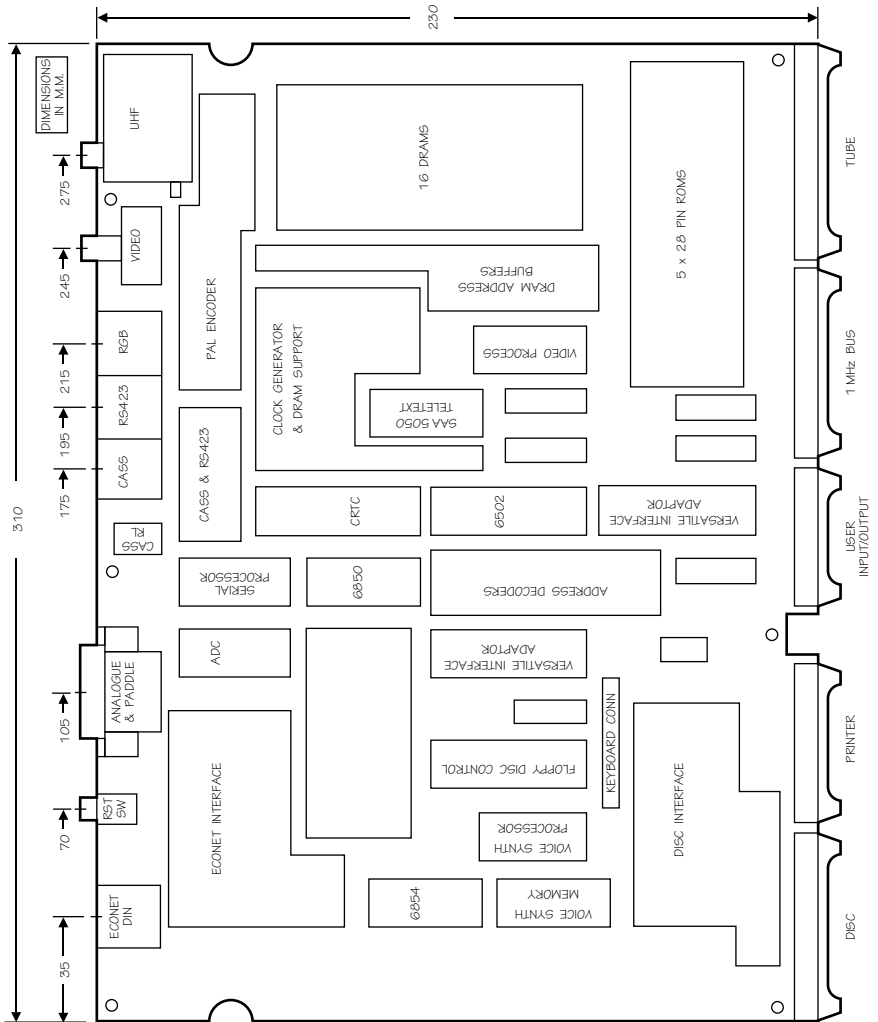 230
310
DIMENSIONS
IN M.M.
275
245
215
195
175
105
70
35
UHF
VIDEO
RGB
RS423
CASS
CASS
RL
ANALOGUE
& PADDLE
RST
SW
ECONET
DIN
PAL ENCODER
CASS & RS423
SERIAL
PROCESSOR
ADC
ECONET INTERFACE
16 DRAMS
DRAM ADDRESS
BUFFERS
CLOCK GENERATOR
& DRAM SUPPORT
SAA 5050
TELETEXT
VIDEO PROCESS
CRTC
6502
VERSATILE INTERFACE
ADAPTOR
6850
ADDRESS DECODERS
VERSATILE INTERFACE
ADAPTOR
FLOPPY DISC CONTROL
KEYBOARD CONN
VOICE SYNTH
PROCESSOR
6854
VOICE SYNTH
MEMORY
DISC INTERFACE
5 x 28 PIN ROMS
TUBE
1 MHz BUS
USER
INPUT/OUTPUT
PRINTER
DISC